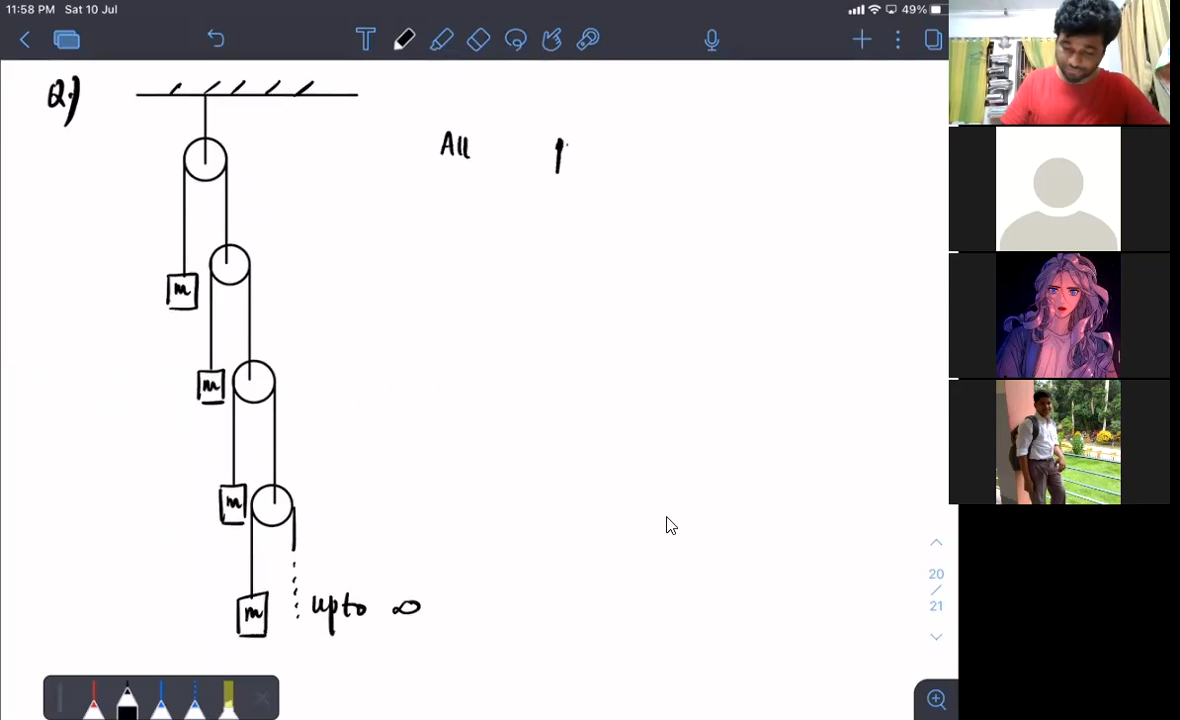 11:58 PM Sat 10 Jul 49%
Q.)
All
m
m
m
m
upto ∞
20
/
21